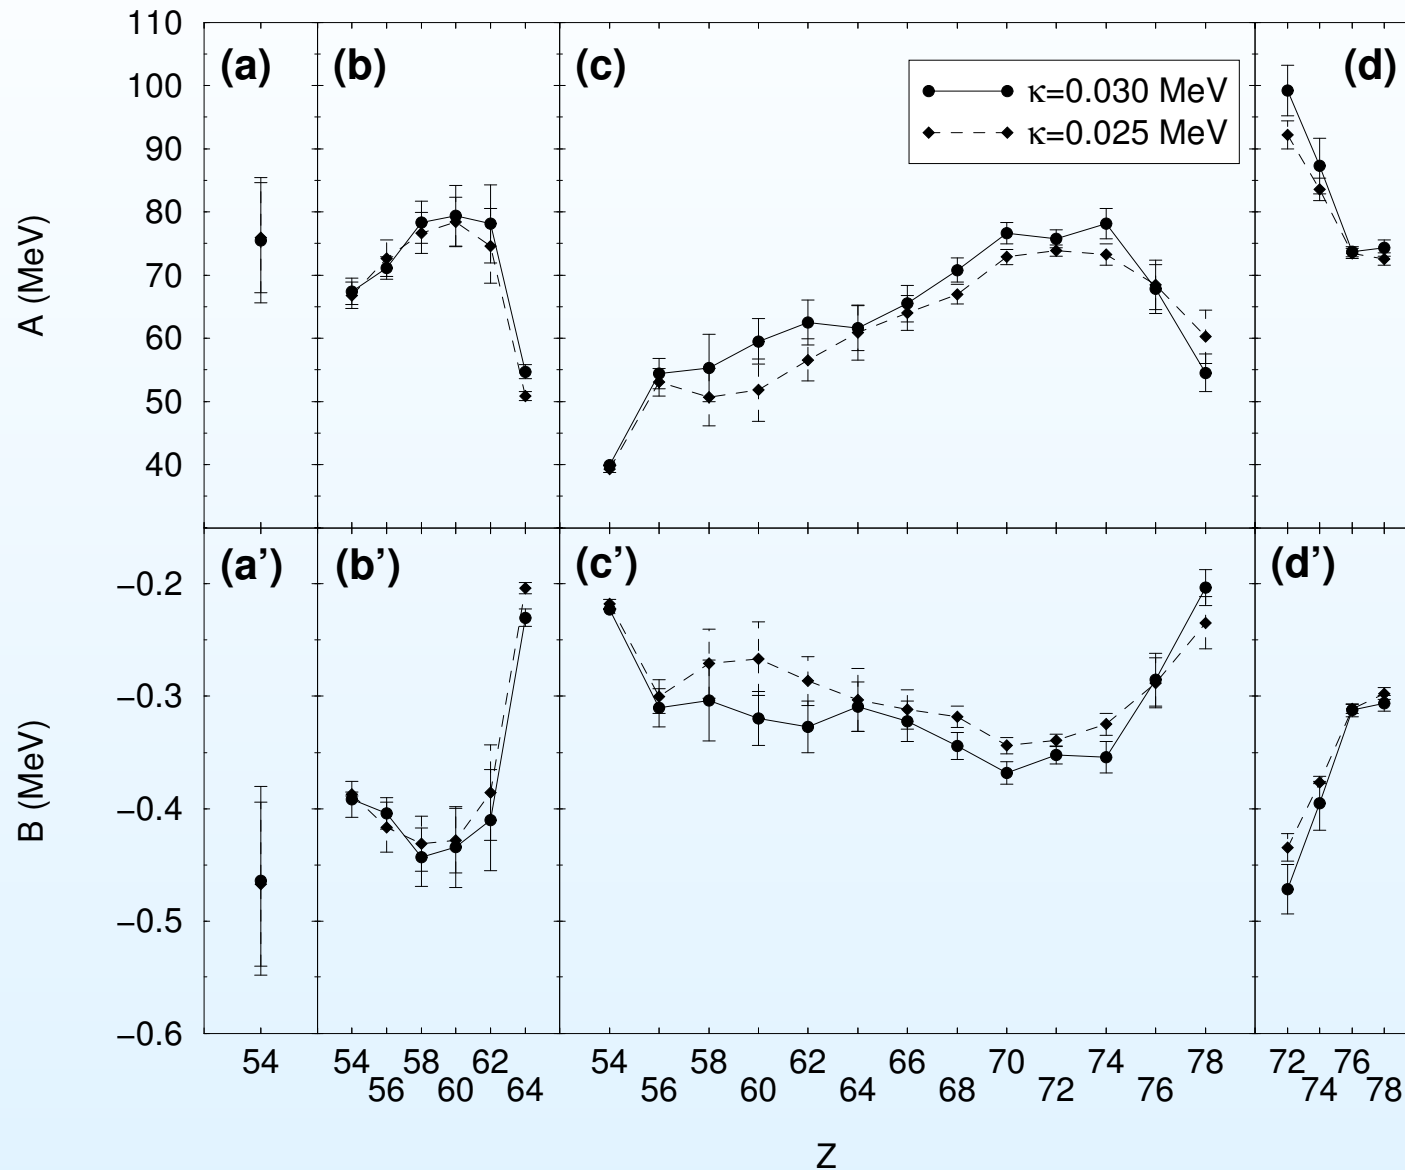 (a) (b) (c) (d)
κ=0.030 MeV
κ=0.025 MeV
110
100
90
80
70
60
50
40
A (MeV)
(a’) (b’) (c’) (d’)
−0.2
−0.3
−0.4
−0.5
−0.6
B (MeV)
54 54 58 62 54 58 62 66 70 74 78 72 76
56 60 64 56 60 64 68 72 76 74 78
Z